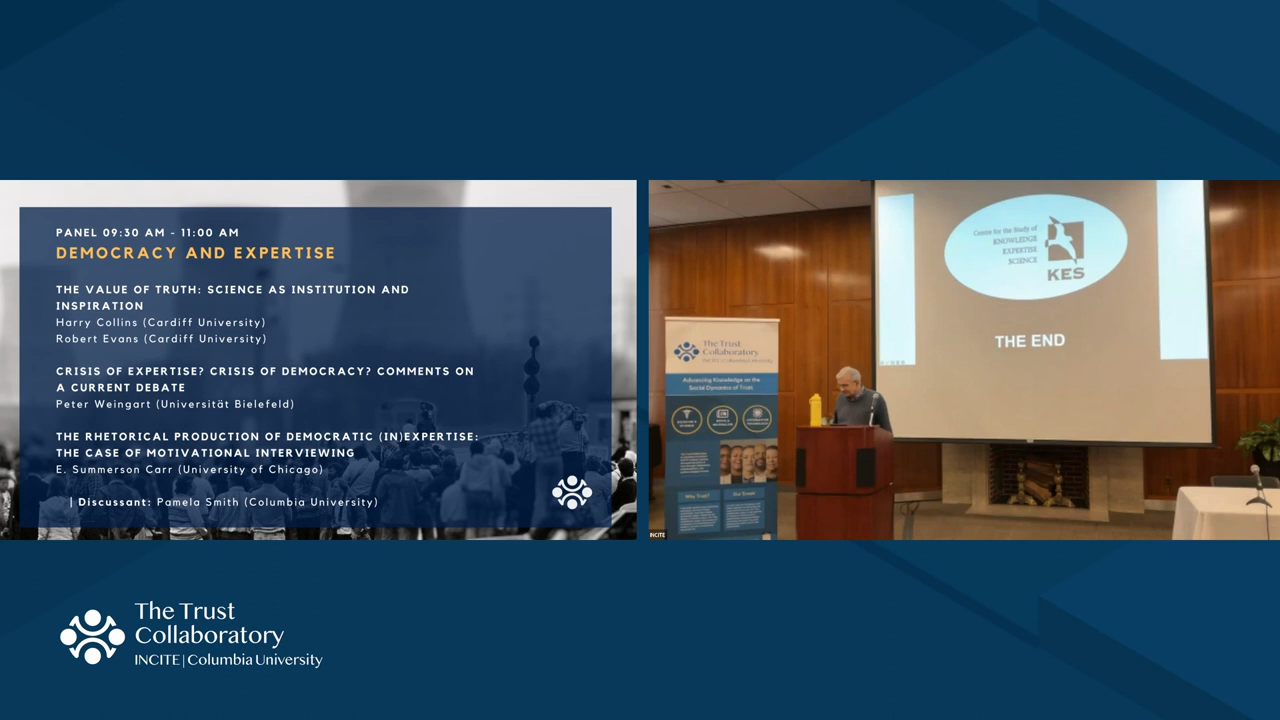 PANEL 09:30 AM - 11:00 AM
DEMOCRACY AND EXPERTISE
THE VALUE OF TRUTH: SCIENCE AS INSTITUTION AND
INSPIRATION
Harry Collins (Cardiff University)
Robert Evans (Cardiff University)
CRISIS OF EXPERTISE? CRISIS OF DEMOCRACY? COMMENTS ON
A CURRENT DEBATE
Peter Weingart (Universität Bielefeld)
THE RHETORICAL PRODUCTION OF DEMOCRATIC (IN)EXPERTISE:
THE CASE OF MOTIVATIONAL INTERVIEWING
E. Summerson Carr (University of Chicago)
| Discussant: Pamela Smith (Columbia University)
Centre for the Study of
KNOWLEDGE
EXPERTISE
SCIENCE
KES
THE END
The Trust
Collaboratory
Advancing Knowledge on the
Social Dynamics of Trust
Why Trust?
Our Team
INCITE
The Trust
Collaboratory
INCITE | Columbia University